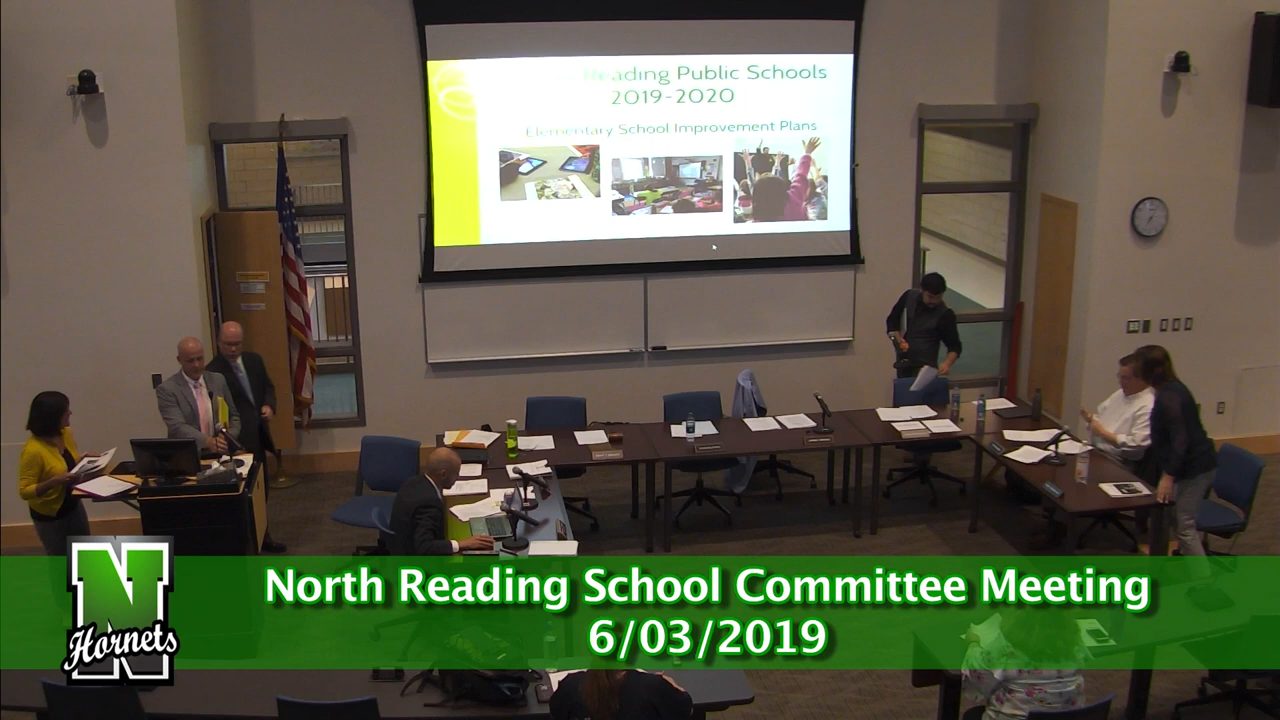 Reading Public Schools
2019-2020
Elementary School Improvement Plans
North Reading School Committee Meeting
6/03/2019
N
Hornets